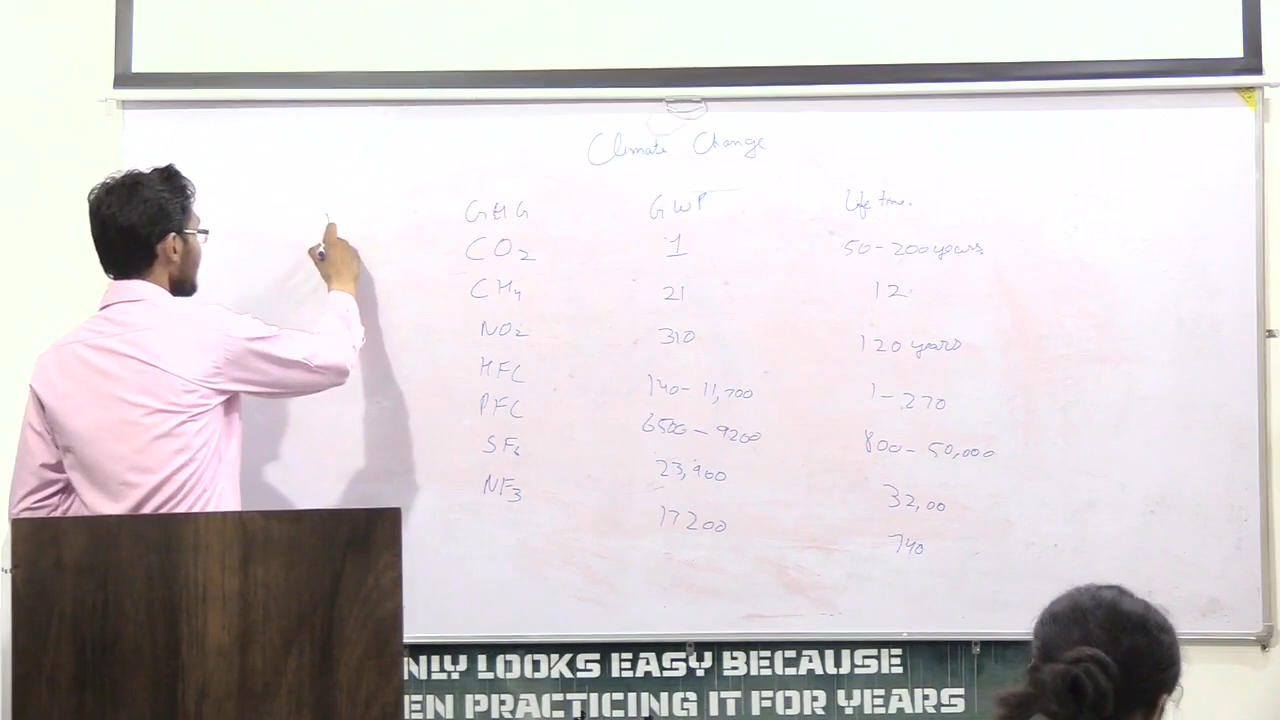 Climate Change
GHG GWP Life time.
CO2 1 50-200 years
CH4 21 12
NO2 310 120 years
HFC 140-11,700 1-270
PFC 6500-9200 800-50,000
SF6 23,900 32,00
NF3 17200 740
NLY LOOKS EASY BECAUSE
EN PRACTICING IT FOR YEARS